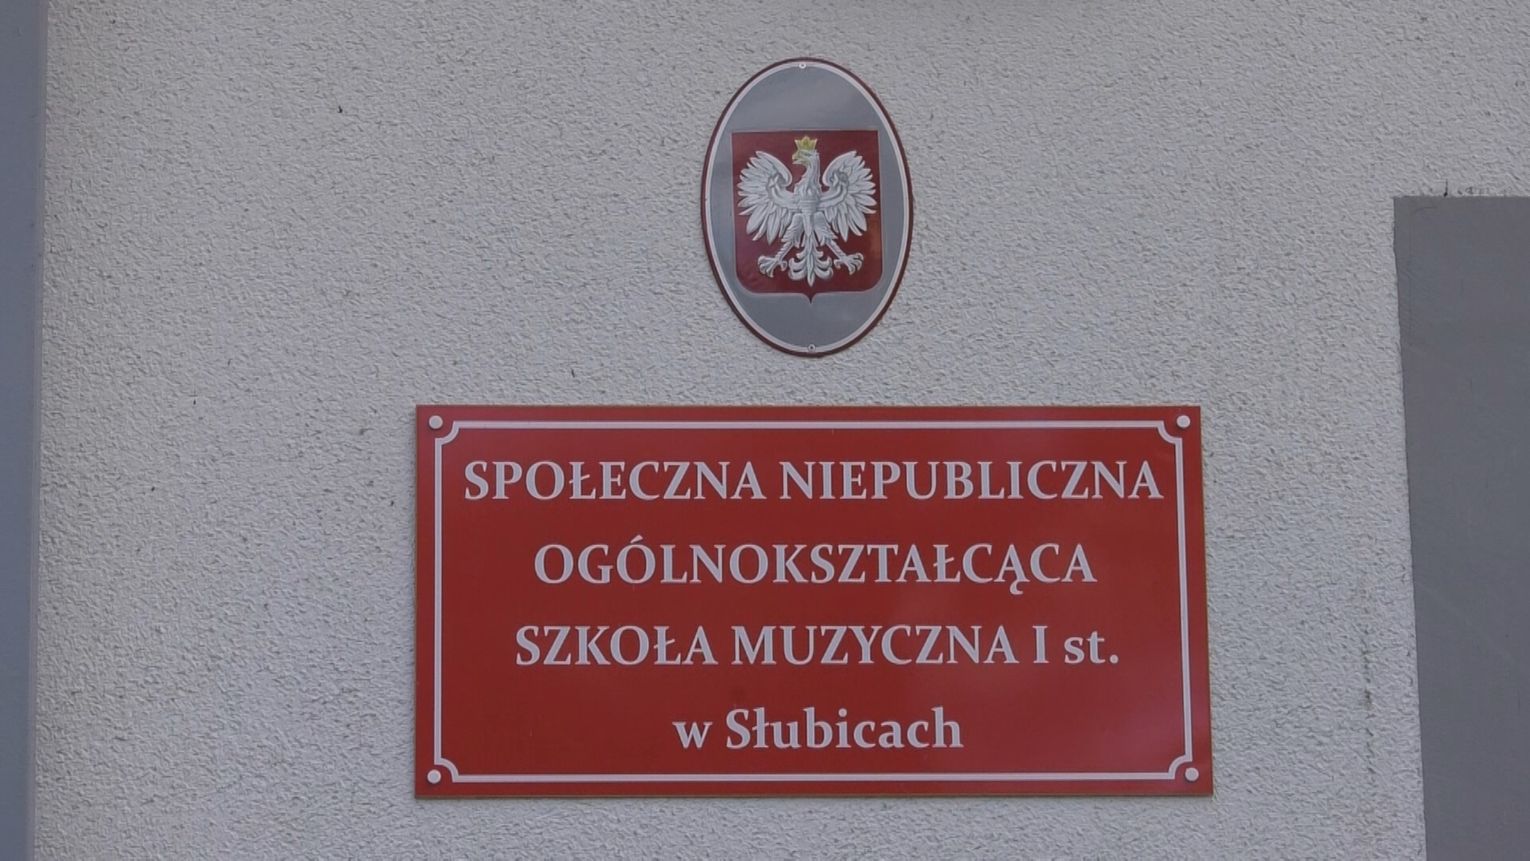 SPOŁECZNA NIEPUBLICZNA
OGÓLNOKSZTAŁCĄCA
SZKOŁA MUZYCZNA I st.
w Słubicach